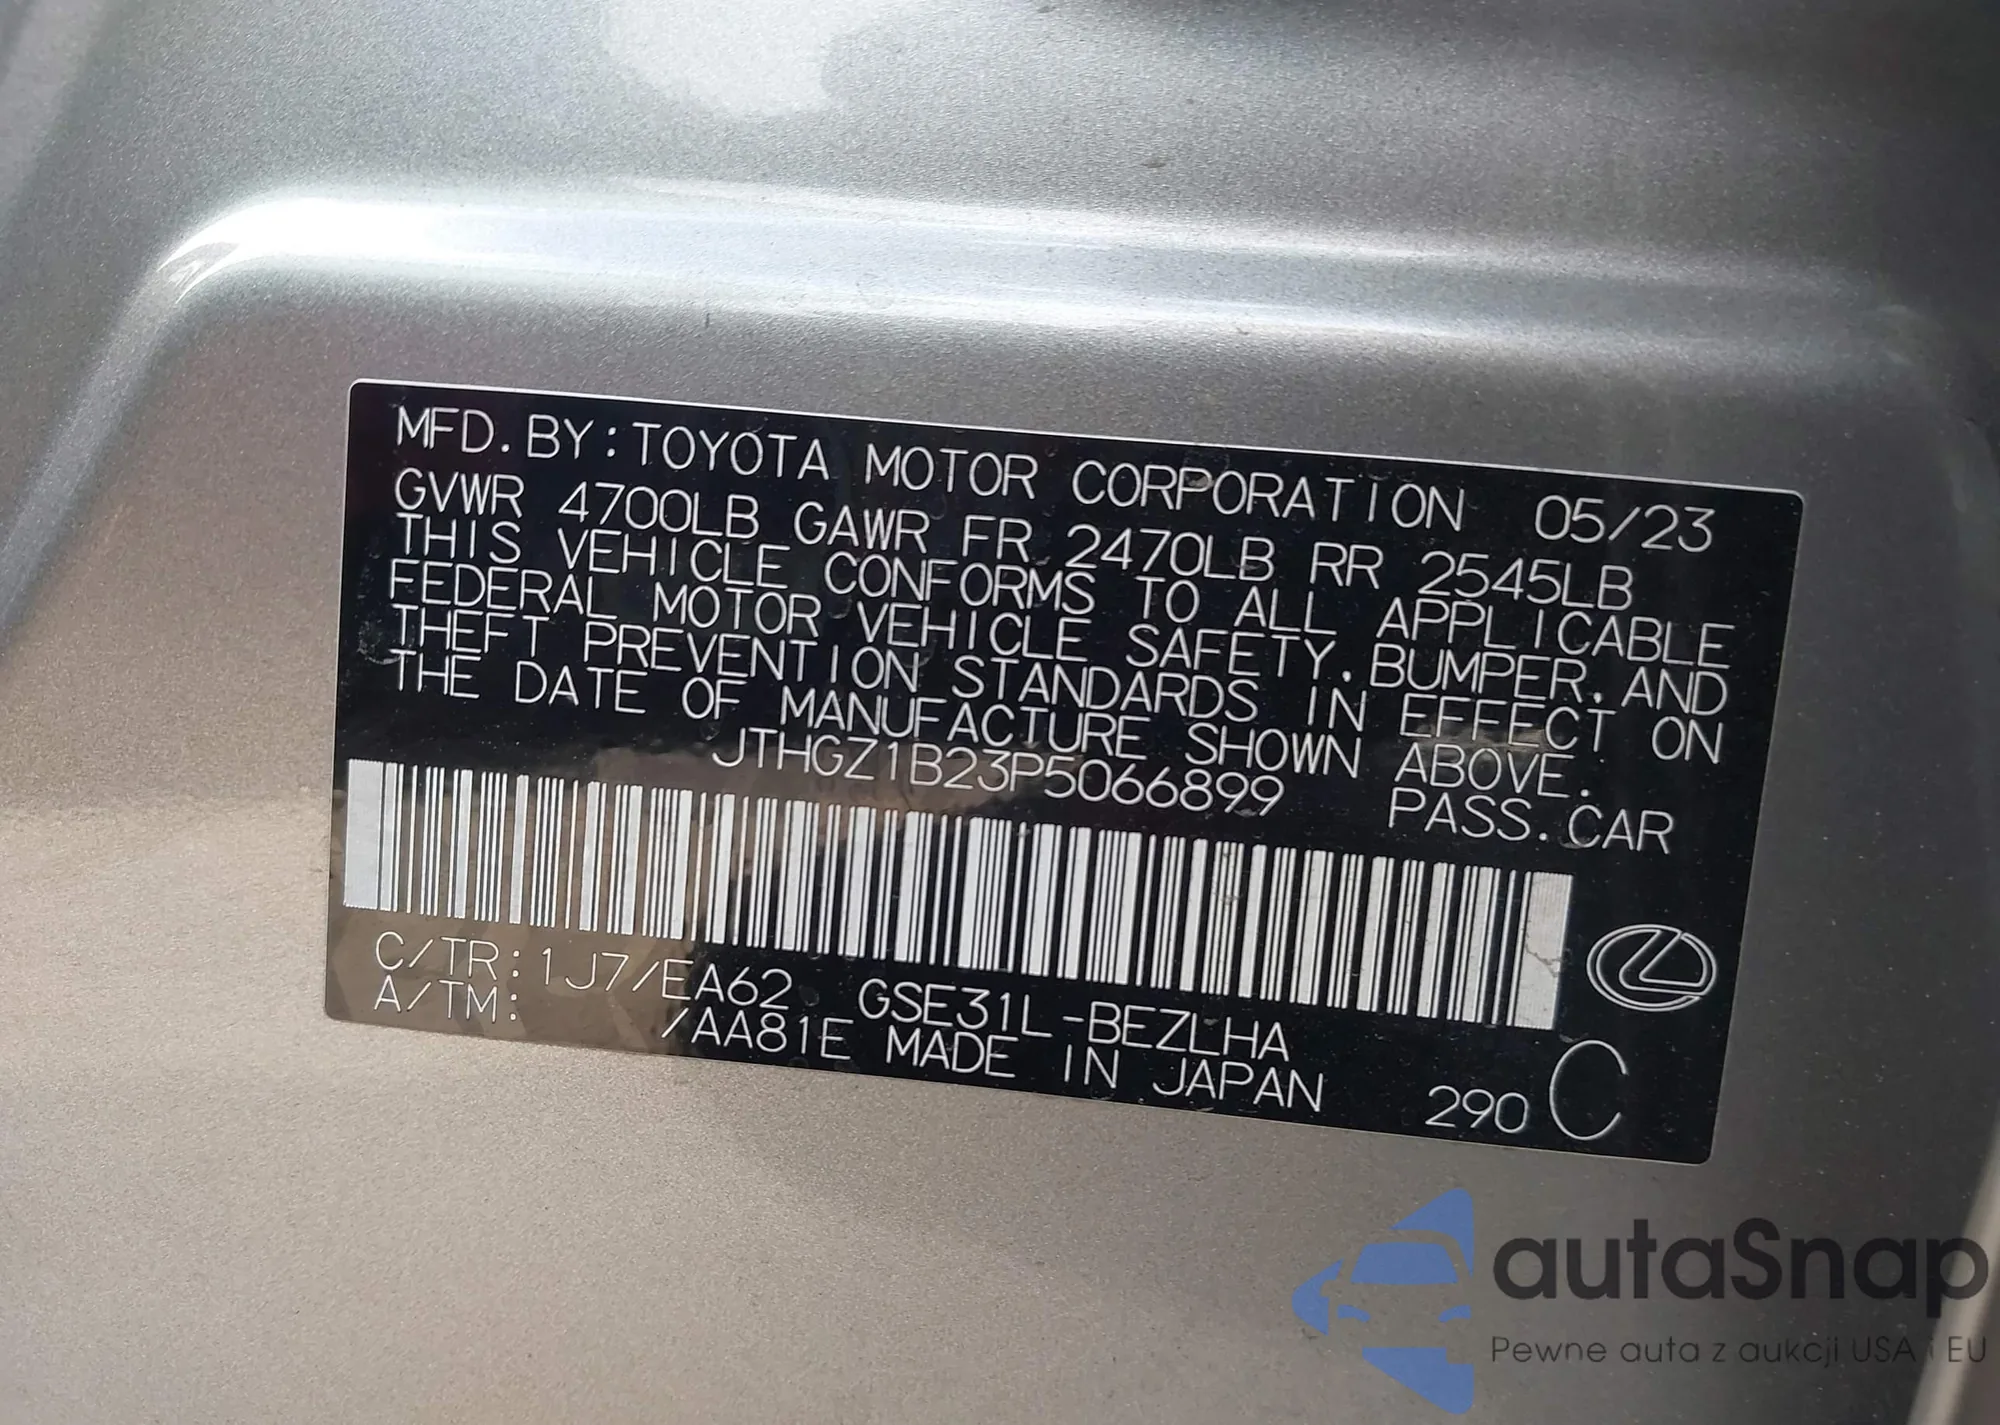 MFD. BY: TOYOTA MOTOR CORPORATION 05/23
GVWR 4700LB GAWR FR 2470LB RR 2545LB
THIS VEHICLE CONFORMS TO ALL APPLICABLE
FEDERAL MOTOR VEHICLE SAFETY, BUMPER, AND
THEFT PREVENTION STANDARDS IN EFFECT ON
THE DATE OF MANUFACTURE SHOWN ABOVE.
JTHGZ1B23P5066899 PASS. CAR
C/TR: 1J7/EA62 GSE31L-BEZLHA
A/TM: /AA81E MADE IN JAPAN 290 C
autaSnap
Pewne auta z aukcji USA i EU